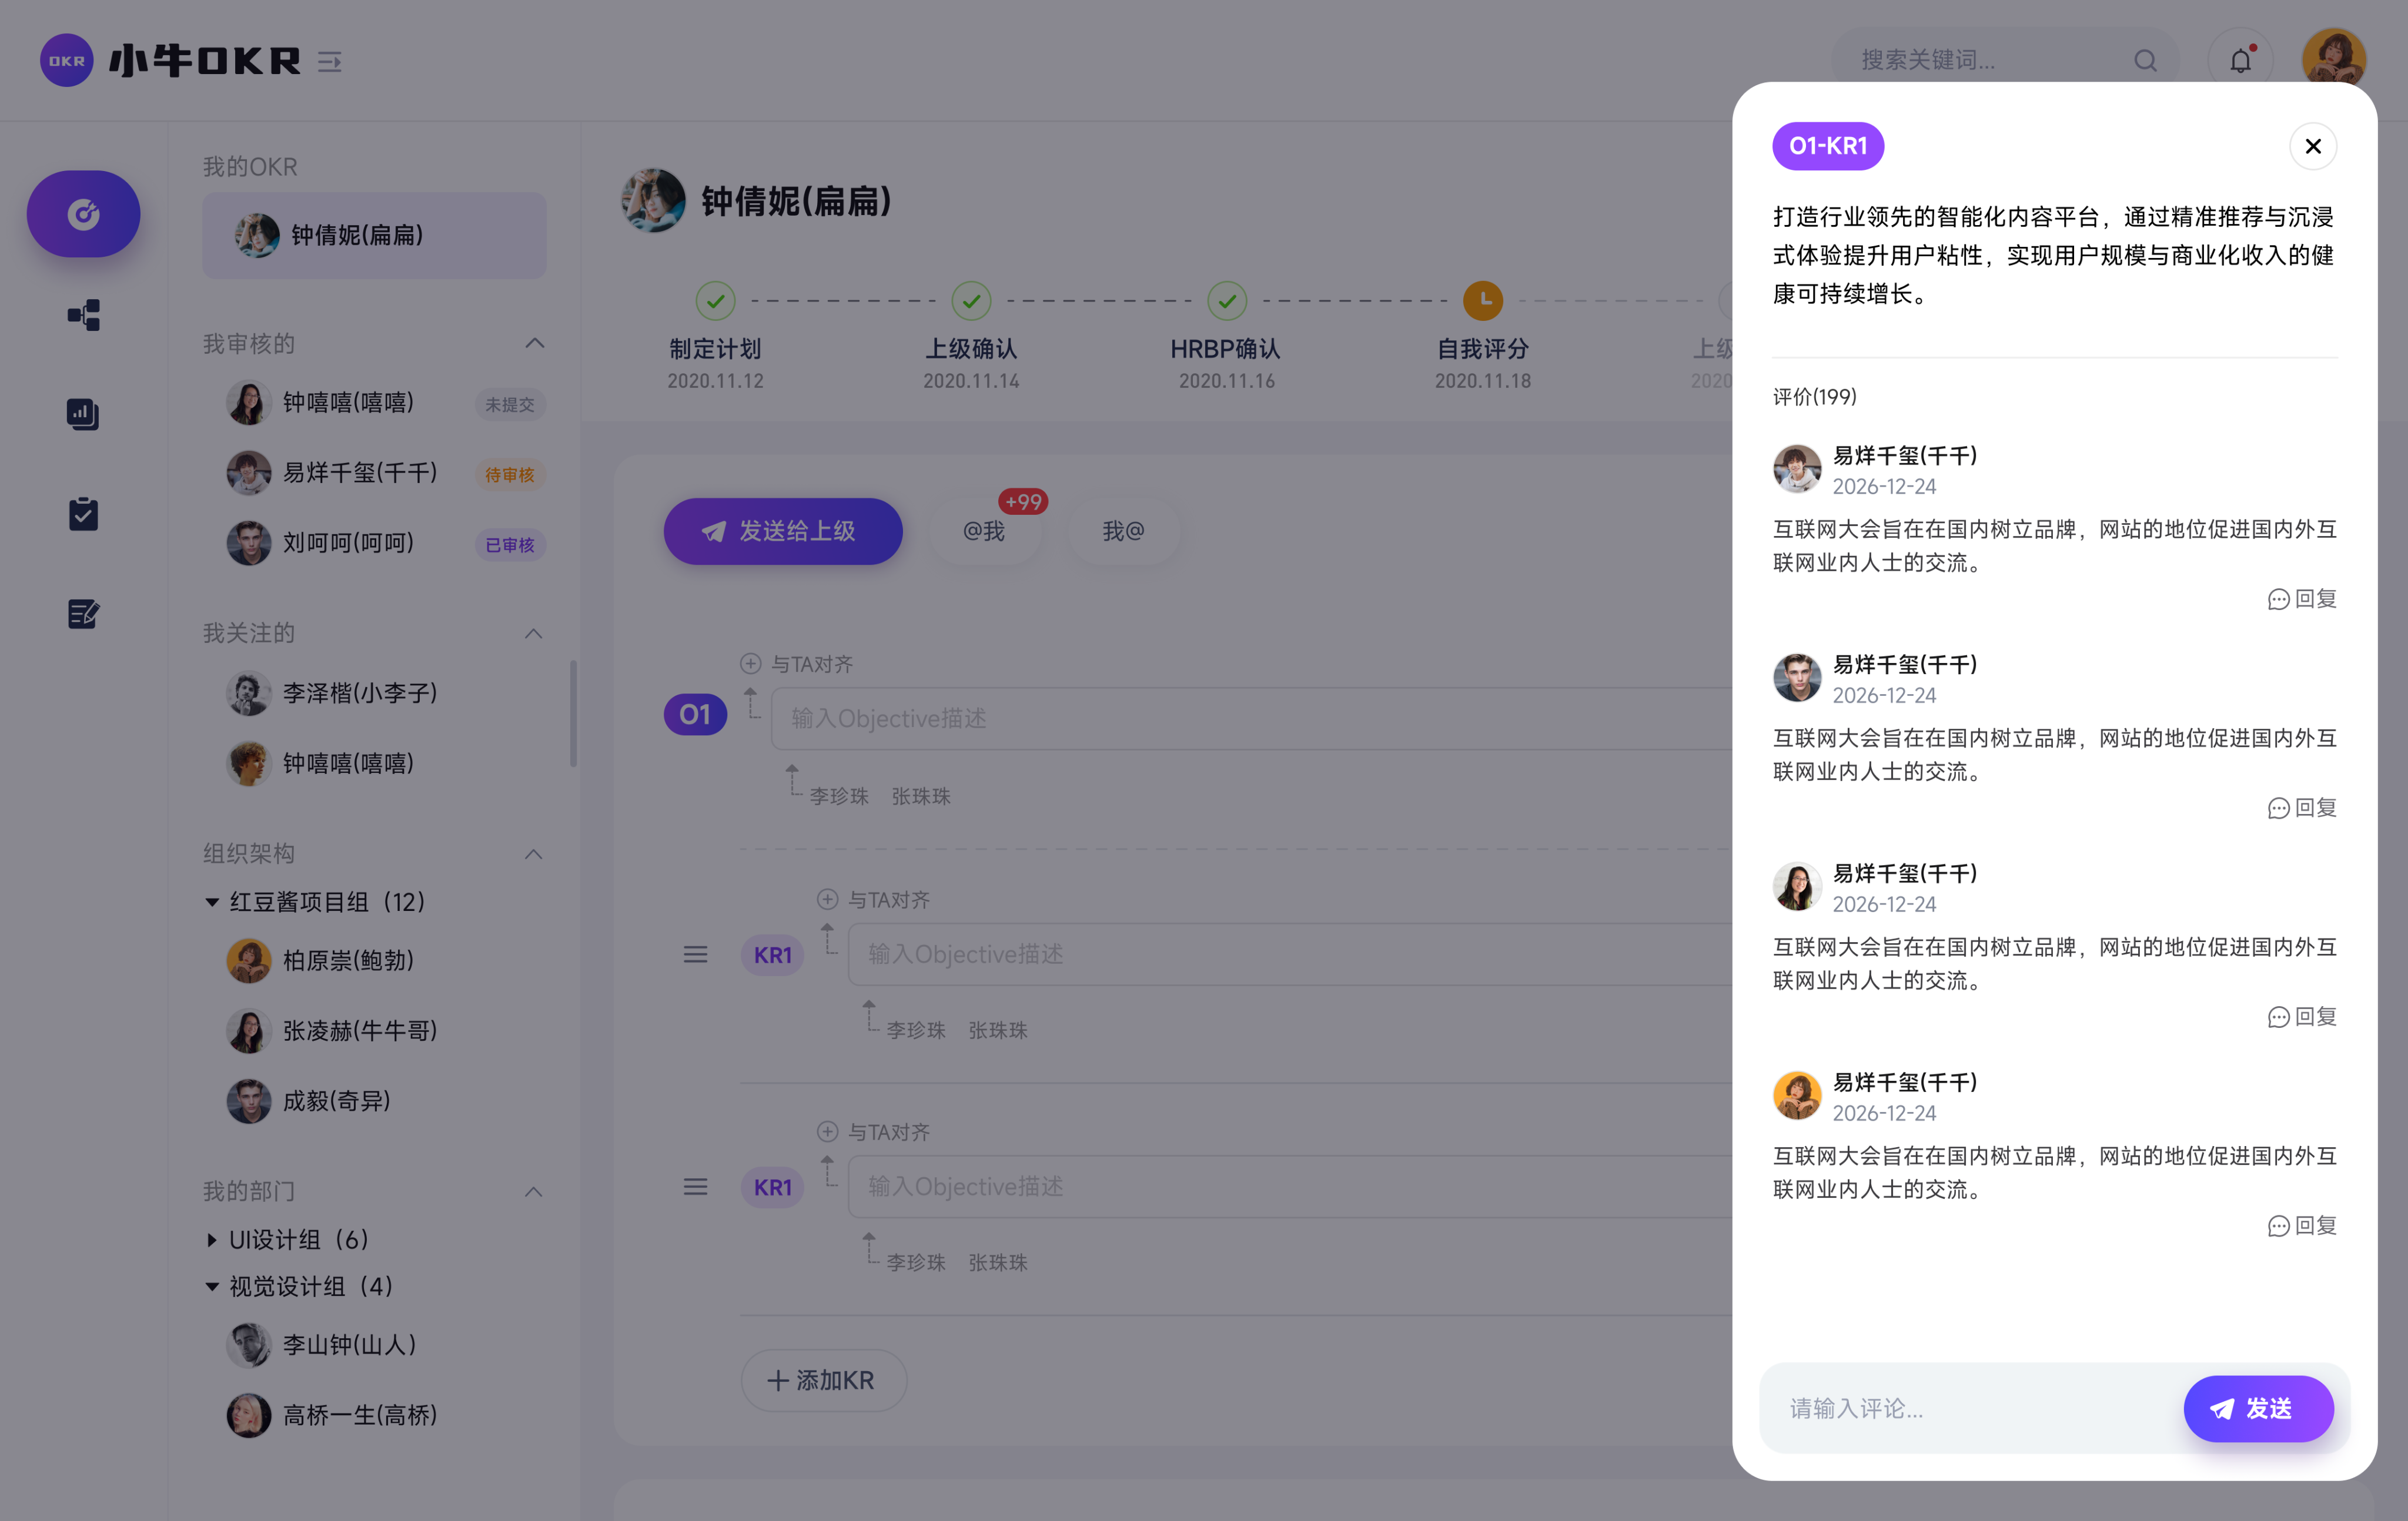 OKR
小牛OKR
搜索关键词...
我的OKR
钟倩妮(扁扁)
我审核的
钟嘻嘻(嘻嘻)
未提交
易烊千玺(千千)
待审核
刘呵呵(呵呵)
已审核
我关注的
李泽楷(小李子)
钟嘻嘻(嘻嘻)
组织架构
红豆酱项目组（12）
柏原崇(鲍勃)
张凌赫(牛牛哥)
成毅(奇异)
我的部门
UI设计组（6）
视觉设计组（4）
李山钟(山人)
高桥一生(高桥)
钟倩妮(扁扁)
制定计划
2020.11.12
上级确认
2020.11.14
HRBP确认
2020.11.16
自我评分
2020.11.18
上级
2020
发送给上级
@我
+99
我@
与TA对齐
O1
输入Objective描述
李珍珠 张珠珠
与TA对齐
KR1
输入Objective描述
李珍珠 张珠珠
与TA对齐
KR1
输入Objective描述
李珍珠 张珠珠
添加KR
O1-KR1
打造行业领先的智能化内容平台，通过精准推荐与沉浸
式体验提升用户粘性，实现用户规模与商业化收入的健
康可持续增长。
评价(199)
易烊千玺(千千)
2026-12-24
互联网大会旨在在国内树立品牌，网站的地位促进国内外互
联网业内人士的交流。
回复
易烊千玺(千千)
2026-12-24
互联网大会旨在在国内树立品牌，网站的地位促进国内外互
联网业内人士的交流。
回复
易烊千玺(千千)
2026-12-24
互联网大会旨在在国内树立品牌，网站的地位促进国内外互
联网业内人士的交流。
回复
易烊千玺(千千)
2026-12-24
互联网大会旨在在国内树立品牌，网站的地位促进国内外互
联网业内人士的交流。
回复
请输入评论...
发送